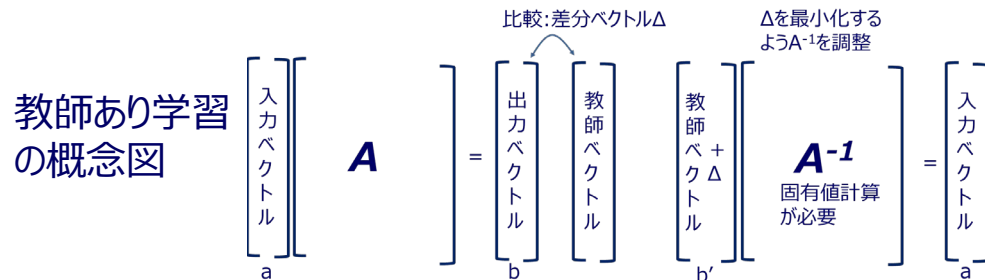 教師あり学習
の概念図
比較:差分ベクトルΔ
Δを最小化する
ようA⁻¹を調整
入力ベクトル
A
=
出力ベクトル
教師ベクトル
教師ベクトル
+
Δ
A⁻¹
固有値計算
が必要
=
入力ベクトル
a
b
b′
a